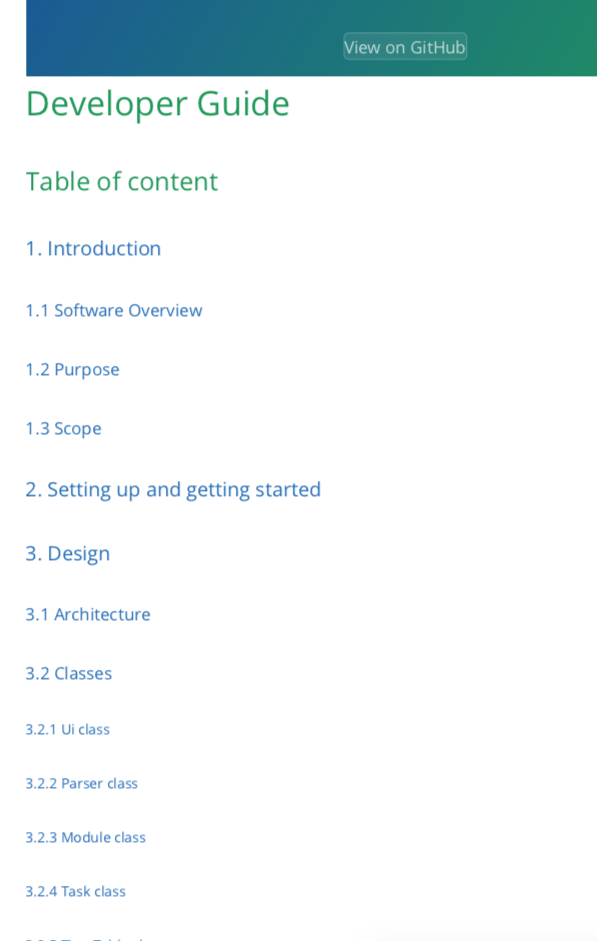 View on GitHub
Developer Guide
Table of content
1. Introduction
1.1 Software Overview
1.2 Purpose
1.3 Scope
2. Setting up and getting started
3. Design
3.1 Architecture
3.2 Classes
3.2.1 Ui class
3.2.2 Parser class
3.2.3 Module class
3.2.4 Task class